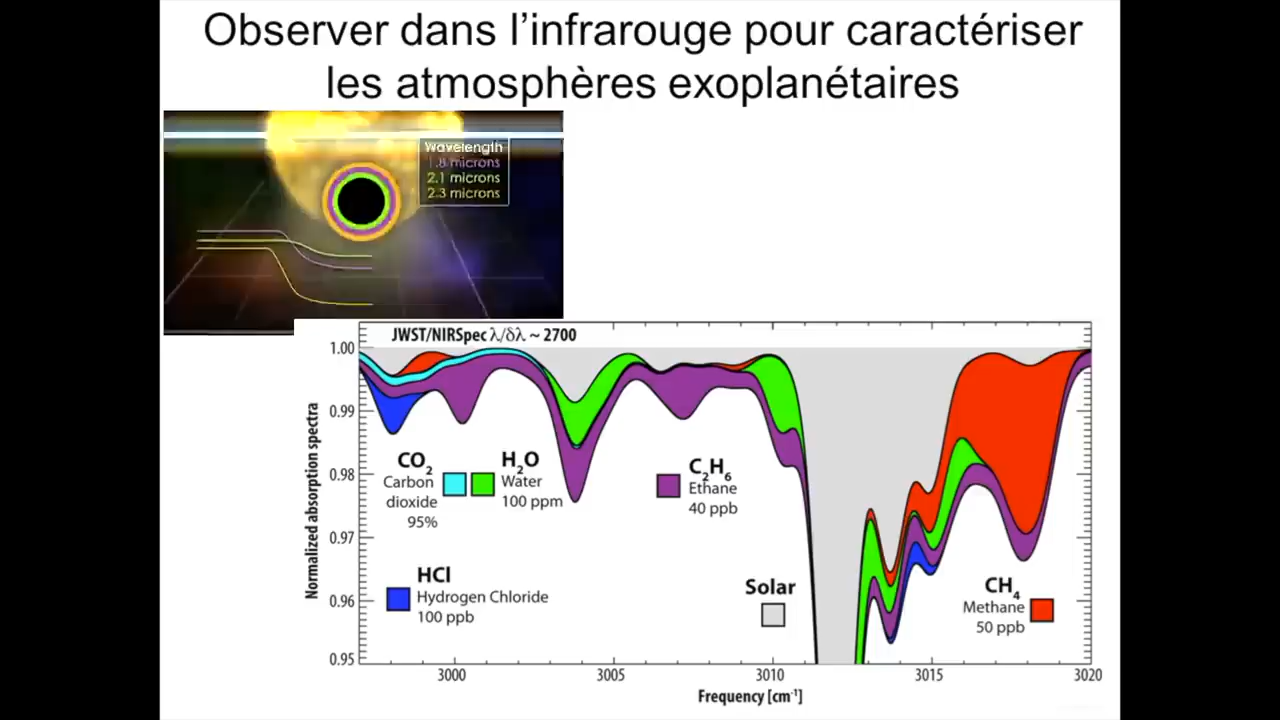 Observer dans l’infrarouge pour caractériser
les atmosphères exoplanétaires
Wavelength
1.8 microns
2.1 microns
2.3 microns
JWST/NIRSpec λ/δλ ~ 2700
1.00
0.99
0.98
0.97
0.96
0.95
Normalized absorption spectra
CO2
Carbon
dioxide
95%
H2O
Water
100 ppm
C2H6
Ethane
40 ppb
HCl
Hydrogen Chloride
100 ppb
Solar
CH4
Methane
50 ppb
3000
3005
3010
3015
3020
Frequency [cm-1]